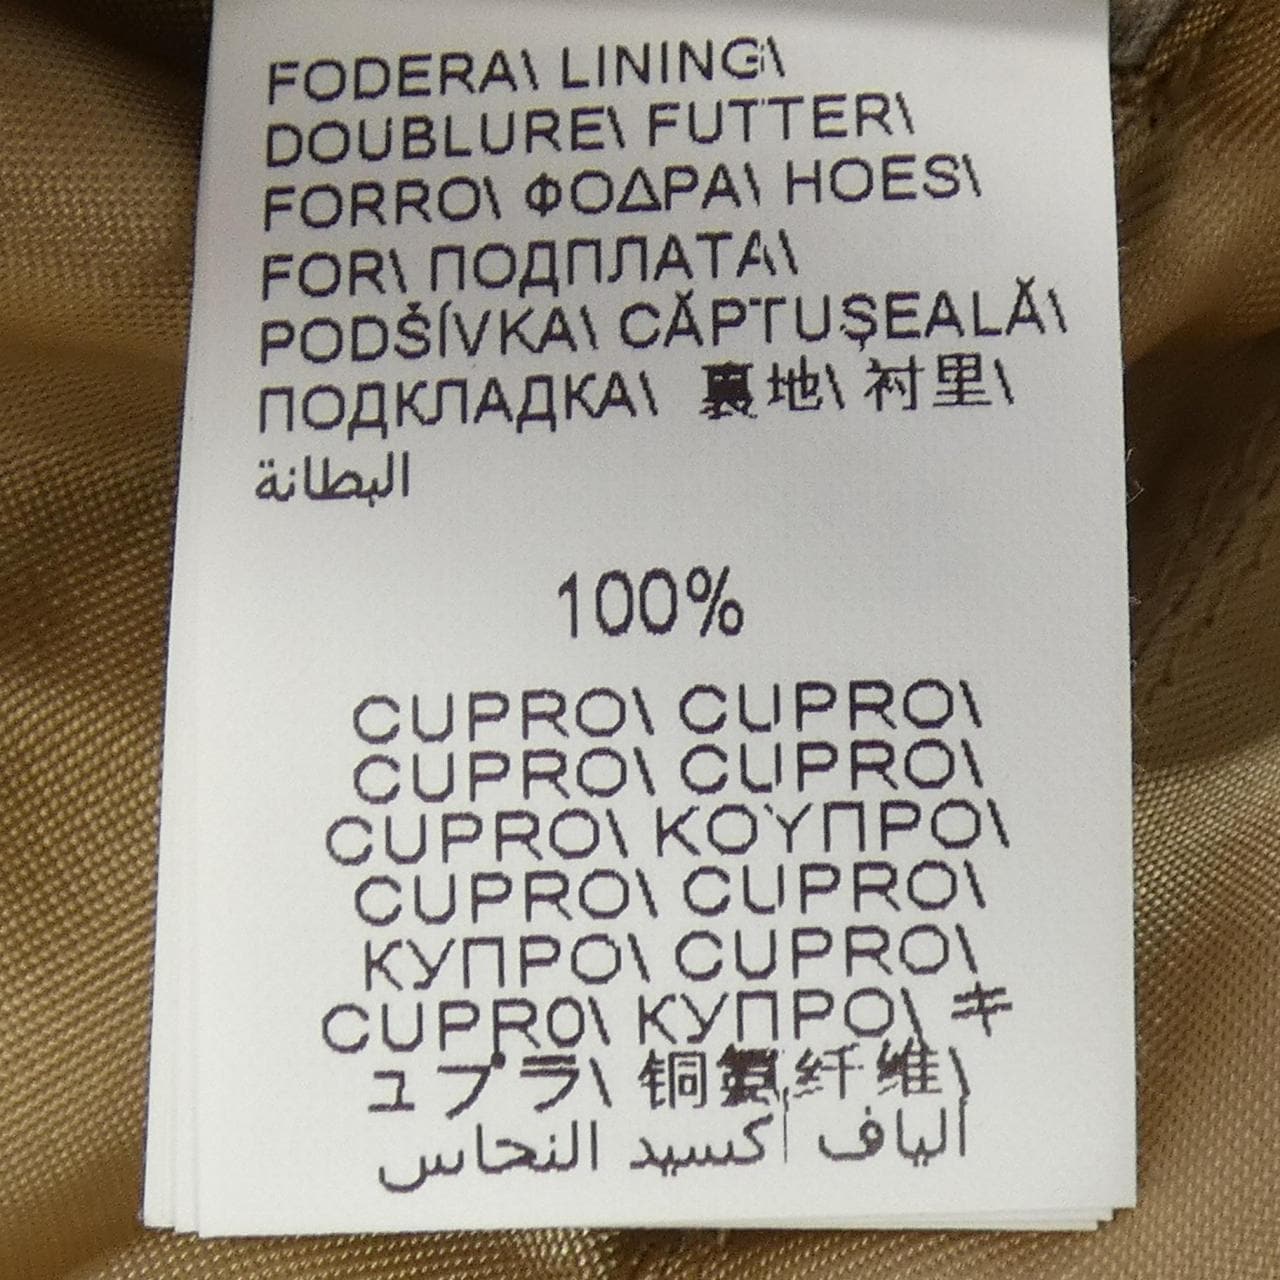 FODERA\ LINING\
DOUBLURE\ FUTTER\
FORRO\ ΦΟΔΡΑ\ HOES\
FOR\ ПОДПЛАТА\
PODŠÍVKA\ CĂPTUȘEALĂ\
ПОДКЛАДКА\ 裏地\ 衬里\
البطانة
100%
CUPRO\ CUPRO\
CUPRO\ CUPRO\
CUPRO\ ΚΟΥΠΡΟ\
CUPRO\ CUPRO\
КУПРО\ CUPRO\
CUPRO\ КУПРО\ キ
ュプラ\ 铜氨纤维\
ألياف أكسيد النحاس